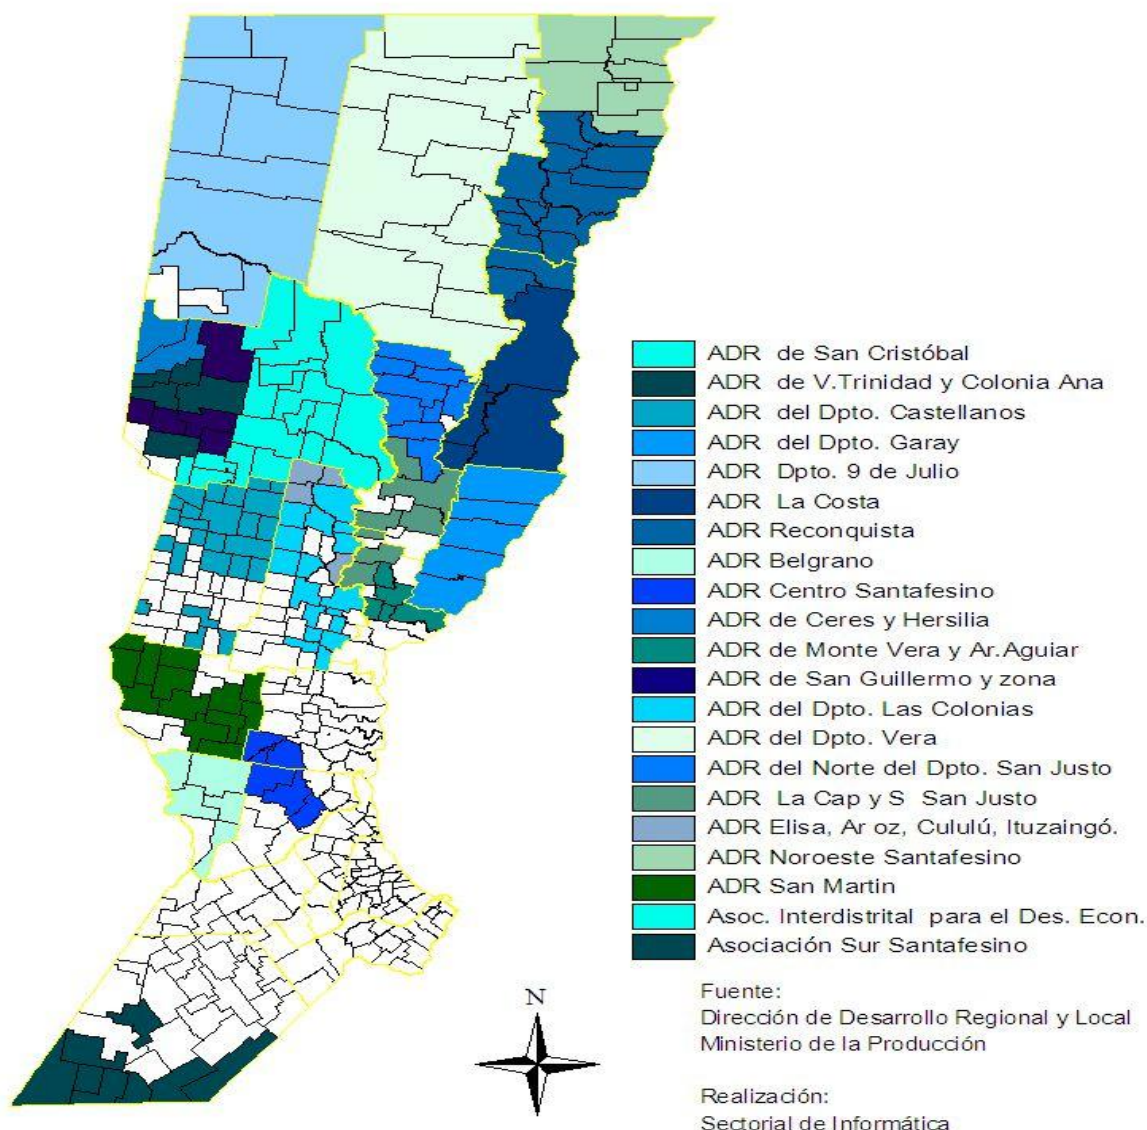 ADR de San Cristóbal
ADR de V.Trinidad y Colonia Ana
ADR del Dpto. Castellanos
ADR del Dpto. Garay
ADR Dpto. 9 de Julio
ADR La Costa
ADR Reconquista
ADR Belgrano
ADR Centro Santafesino
ADR de Ceres y Hersilia
ADR de Monte Vera y Ar.Aguiar
ADR de San Guillermo y zona
ADR del Dpto. Las Colonias
ADR del Dpto. Vera
ADR del Norte del Dpto. San Justo
ADR La Cap y S San Justo
ADR Elisa, Ar oz, Cululú, Ituzaingó.
ADR Noroeste Santafesino
ADR San Martin
Asoc. Interdistrital para el Des. Econ.
Asociación Sur Santafesino
N
Fuente:
Dirección de Desarrollo Regional y Local
Ministerio de la Producción
Realización:
Sectorial de Informática